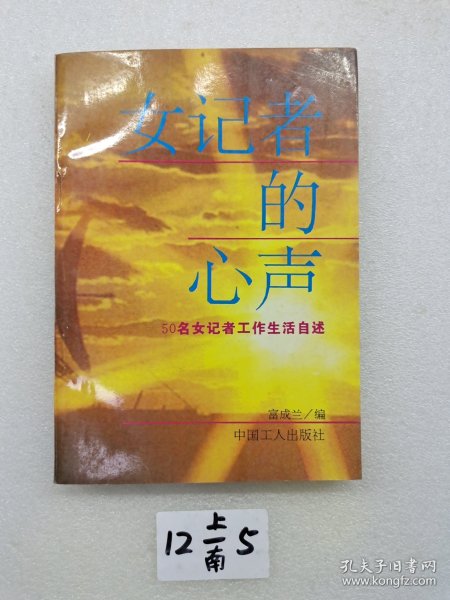 女记者
的
心声
50名女记者工作生活自述
富成兰/编
中国工人出版社
12 上一南 5
孔夫子旧书网
www.kongfz.com